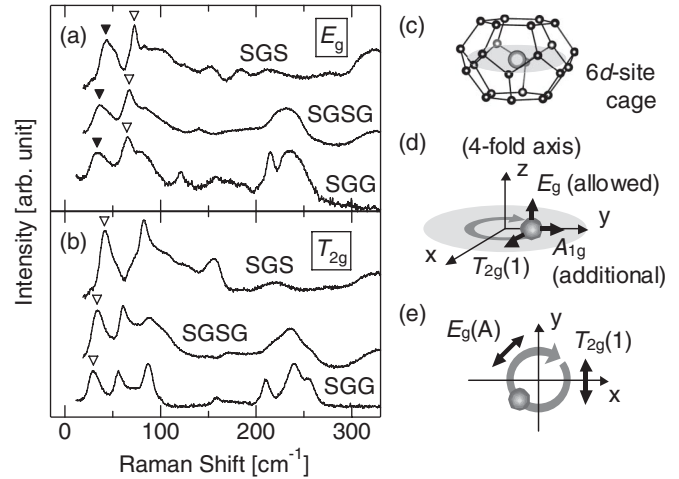 (a)
E_g
SGS
SGSG
SGG
(b)
T_2g
SGS
SGSG
SGG
Intensity [arb. unit]
0
100
200
300
Raman Shift [cm⁻¹]
(c)
6d-site
cage
(d)
(4-fold axis)
z
E_g (allowed)
y
x
T_2g(1)
A_1g
(additional)
(e)
E_g(A)
y
T_2g(1)
x